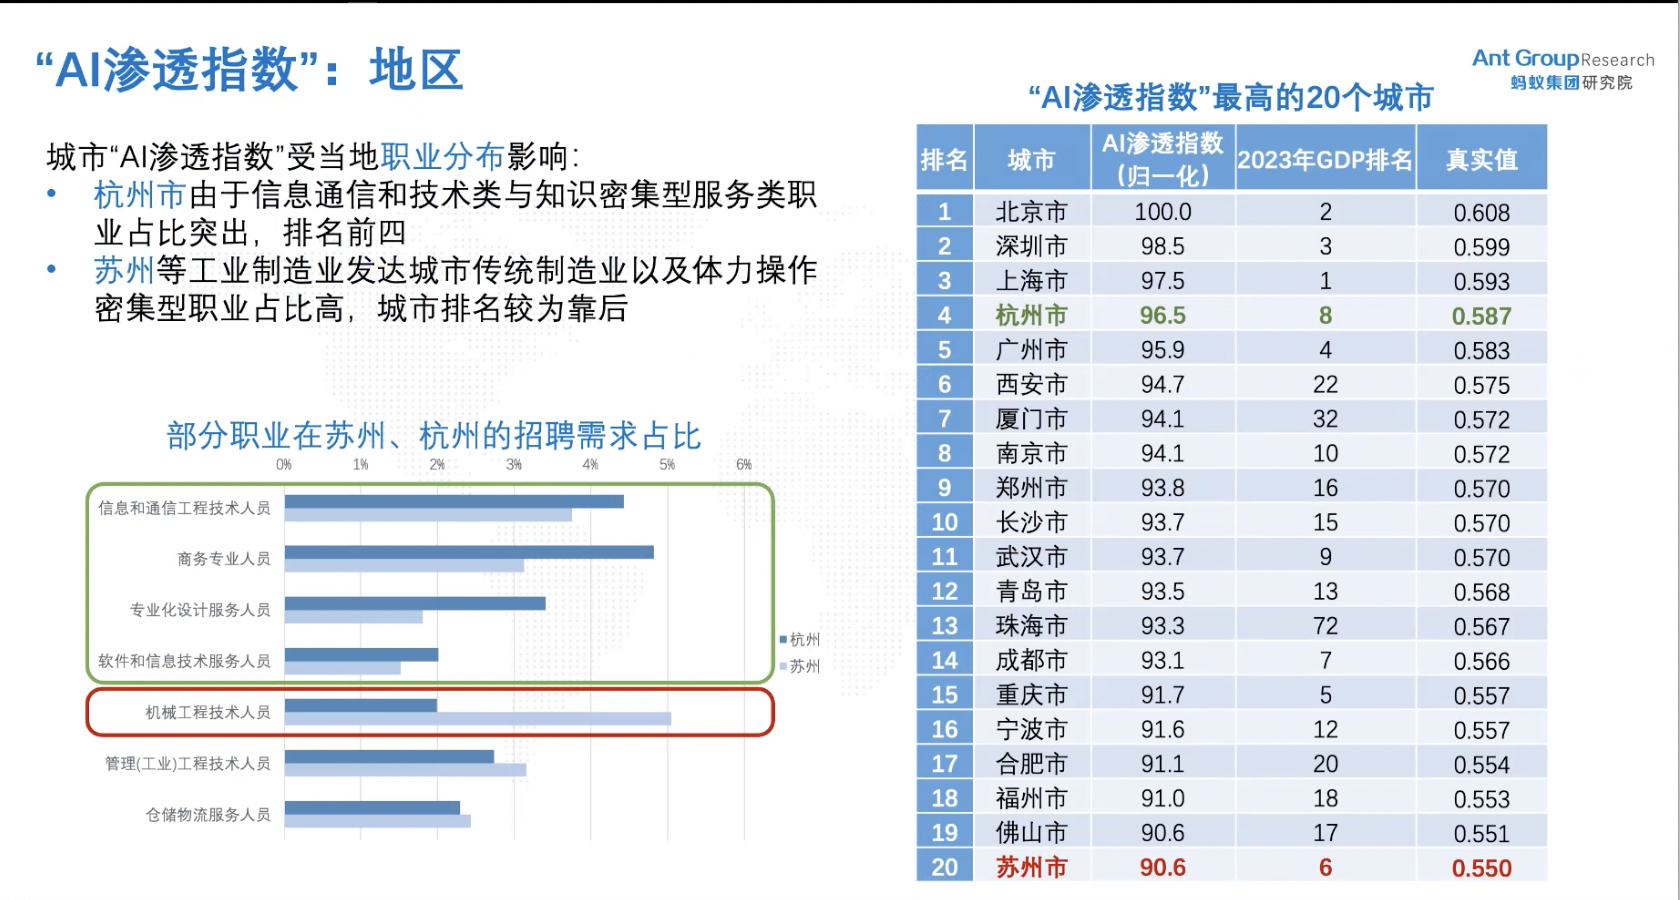 “AI渗透指数”：地区
Ant Group Research
蚂蚁集团研究院
城市“AI渗透指数”受当地职业分布影响：
• 杭州市由于信息通信和技术类与知识密集型服务类职
业占比突出，排名前四
• 苏州等工业制造业发达城市传统制造业以及体力操作
密集型职业占比高，城市排名较为靠后
部分职业在苏州、杭州的招聘需求占比
0% 1% 2% 3% 4% 5% 6%
信息和通信工程技术人员
商务专业人员
专业化设计服务人员
软件和信息技术服务人员
机械工程技术人员
管理(工业)工程技术人员
仓储物流服务人员
杭州
苏州
“AI渗透指数”最高的20个城市
排名 城市 AI渗透指数（归一化） 2023年GDP排名 真实值
1 北京市 100.0 2 0.608
2 深圳市 98.5 3 0.599
3 上海市 97.5 1 0.593
4 杭州市 96.5 8 0.587
5 广州市 95.9 4 0.583
6 西安市 94.7 22 0.575
7 厦门市 94.1 32 0.572
8 南京市 94.1 10 0.572
9 郑州市 93.8 16 0.570
10 长沙市 93.7 15 0.570
11 武汉市 93.7 9 0.570
12 青岛市 93.5 13 0.568
13 珠海市 93.3 72 0.567
14 成都市 93.1 7 0.566
15 重庆市 91.7 5 0.557
16 宁波市 91.6 12 0.557
17 合肥市 91.1 20 0.554
18 福州市 91.0 18 0.553
19 佛山市 90.6 17 0.551
20 苏州市 90.6 6 0.550